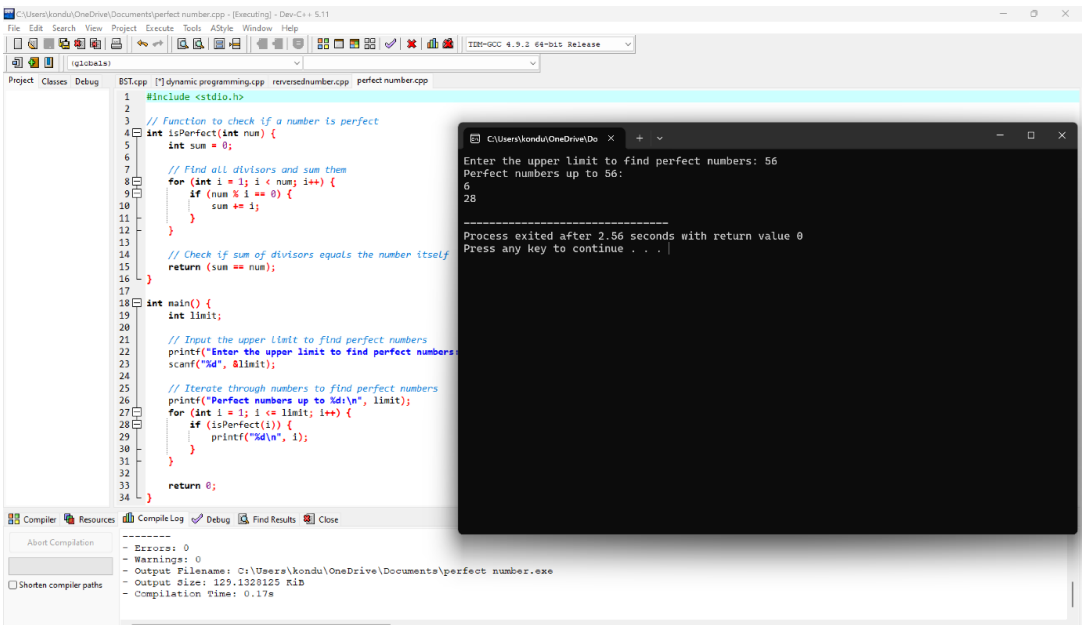 C:\Users\kondu\OneDrive\Documents\perfect number.cpp - [Executing] - Dev-C++ 5.11
File Edit Search View Project Execute Tools AStyle Window Help
TDM-GCC 4.9.2 64-bit Release
(globals)
Project Classes Debug BST.cpp [*] dynamic programming.cpp rerversednumber.cpp perfect number.cpp
1 #include <stdio.h>
2
3 // Function to check if a number is perfect
4 int isPerfect(int num) {
5 int sum = 0;
6
7 // Find all divisors and sum them
8 for (int i = 1; i < num; i++) {
9 if (num % i == 0) {
10 sum += i;
11 }
12 }
13
14 // Check if sum of divisors equals the number itself
15 return (sum == num);
16 }
17
18 int main() {
19 int limit;
20
21 // Input the upper limit to find perfect numbers
22 printf("Enter the upper limit to find perfect numbers:
23 scanf("%d", &limit);
24
25 // Iterate through numbers to find perfect numbers
26 printf("Perfect numbers up to %d:\n", limit);
27 for (int i = 1; i <= limit; i++) {
28 if (isPerfect(i)) {
29 printf("%d\n", i);
30 }
31 }
32
33 return 0;
34 }
C:\Users\kondu\OneDrive\Do
Enter the upper limit to find perfect numbers: 56
Perfect numbers up to 56:
6
28
--------------------------------
Process exited after 2.56 seconds with return value 0
Press any key to continue . . .
Compiler Resources Compile Log Debug Find Results Close
Abort Compilation
Shorten compiler paths
--------
- Errors: 0
- Warnings: 0
- Output Filename: C:\Users\kondu\OneDrive\Documents\perfect number.exe
- Output Size: 129.1328125 KiB
- Compilation Time: 0.17s